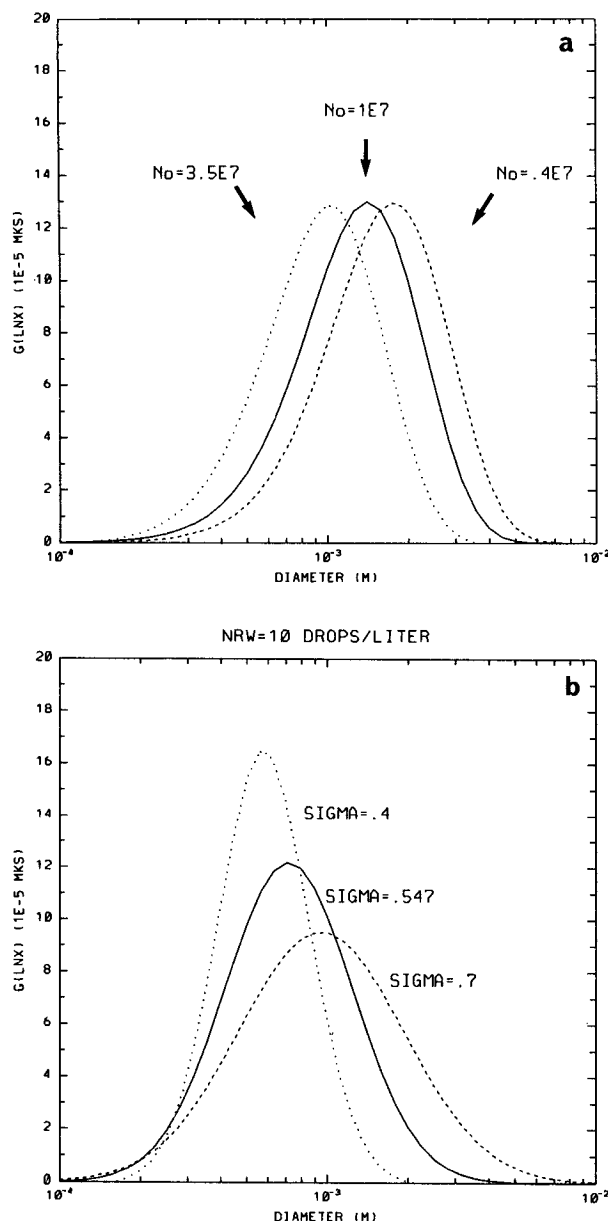 a
20
18
16
14
12
10
8
6
4
2
0
G(LNX) (1E-5 MKS)
No=1E7
No=3.5E7
No=.4E7
10-4
10-3
10-2
DIAMETER (M)
NRW=10 DROPS/LITER
b
20
18
16
14
12
10
8
6
4
2
0
G(LNX) (1E-5 MKS)
SIGMA=.4
SIGMA=.547
SIGMA=.7
10-4
10-3
10-2
DIAMETER (M)